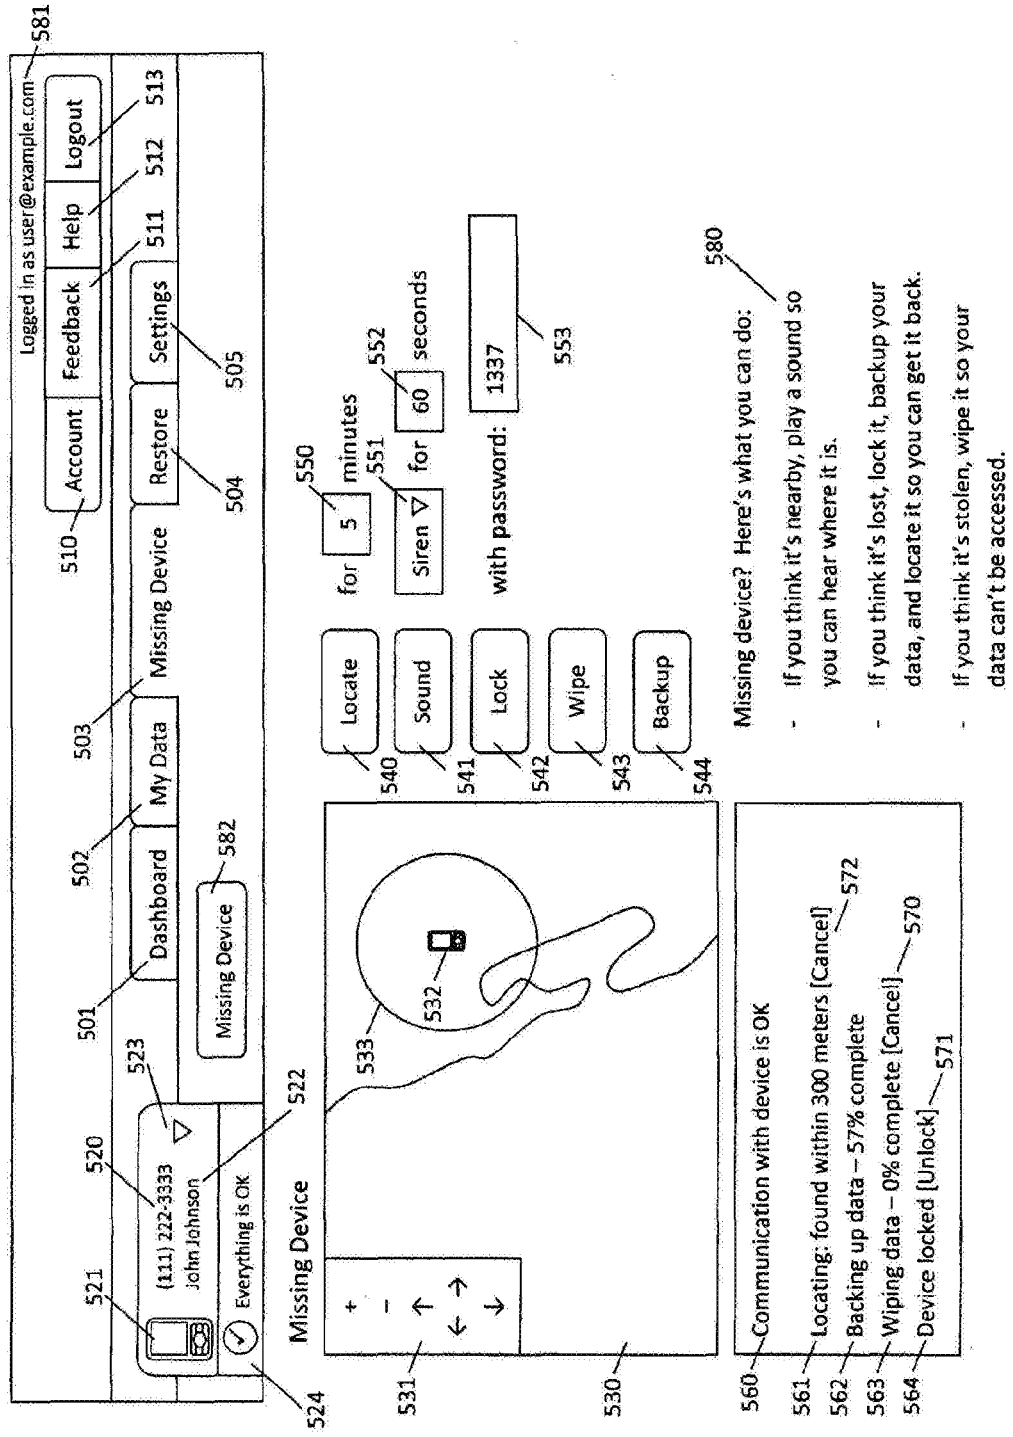 Logged in as user@example.com 581
Account Feedback Help Logout
510 511 512 513
501 502 503
Dashboard My Data Missing Device Restore Settings
504 505
520 523
521 (111) 222-3333
John Johnson 522
Everything is OK
524
Missing Device 582
Missing Device
+
−
531
530
533
532
540 Locate for 5 minutes 550
541 Sound Siren for 60 seconds 551 552
542 Lock with password: 1337 553
543 Wipe
544 Backup
560 Communication with device is OK
561 Locating: found within 300 meters [Cancel] 572
562 Backing up data – 57% complete
563 Wiping data – 0% complete [Cancel] 570
564 Device locked [Unlock] 571
580
Missing device? Here's what you can do:
- If you think it's nearby, play a sound so
you can hear where it is.
- If you think it's lost, lock it, backup your
data, and locate it so you can get it back.
- If you think it's stolen, wipe it so your
data can't be accessed.